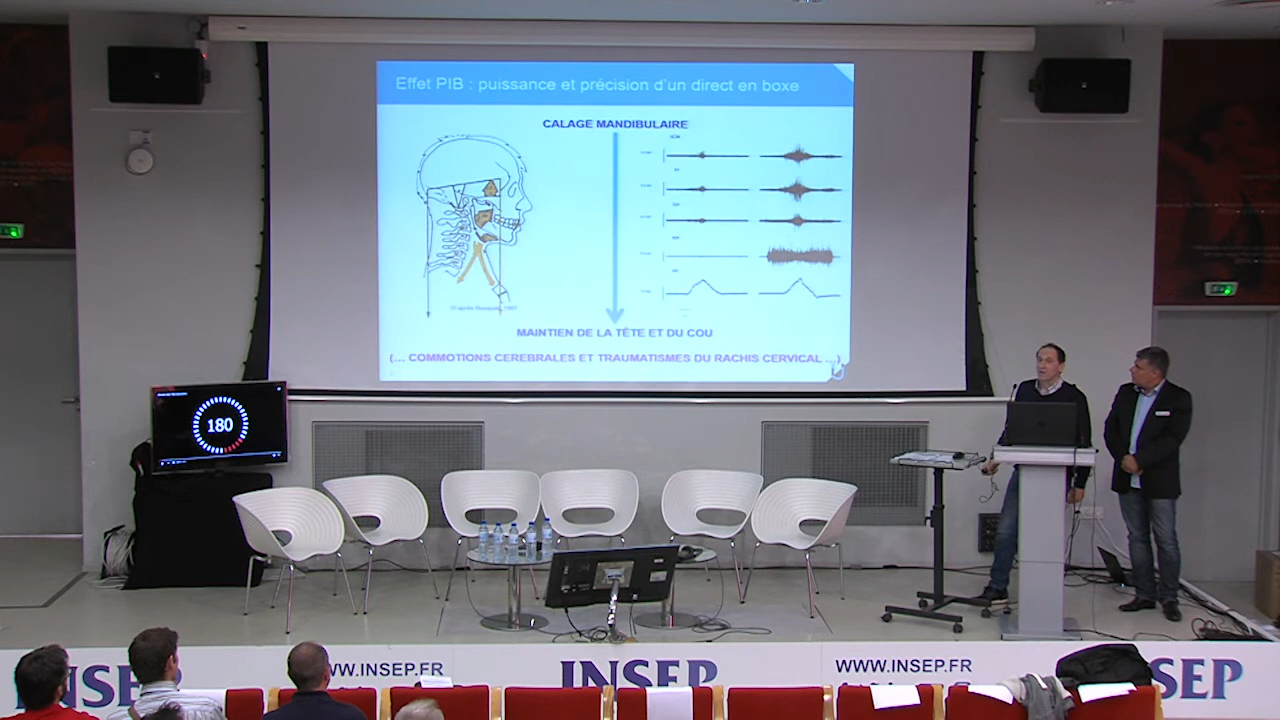 Effet PIB : puissance et précision d'un direct en boxe
CALAGE MANDIBULAIRE
MAINTIEN DE LA TÊTE ET DU COU
(... COMMOTIONS CEREBRALES ET TRAUMATISMES DU RACHIS CERVICAL ...)
180
INSEP
WWW.INSEP.FR
INSEP
WWW.INSEP.FR
INSEP